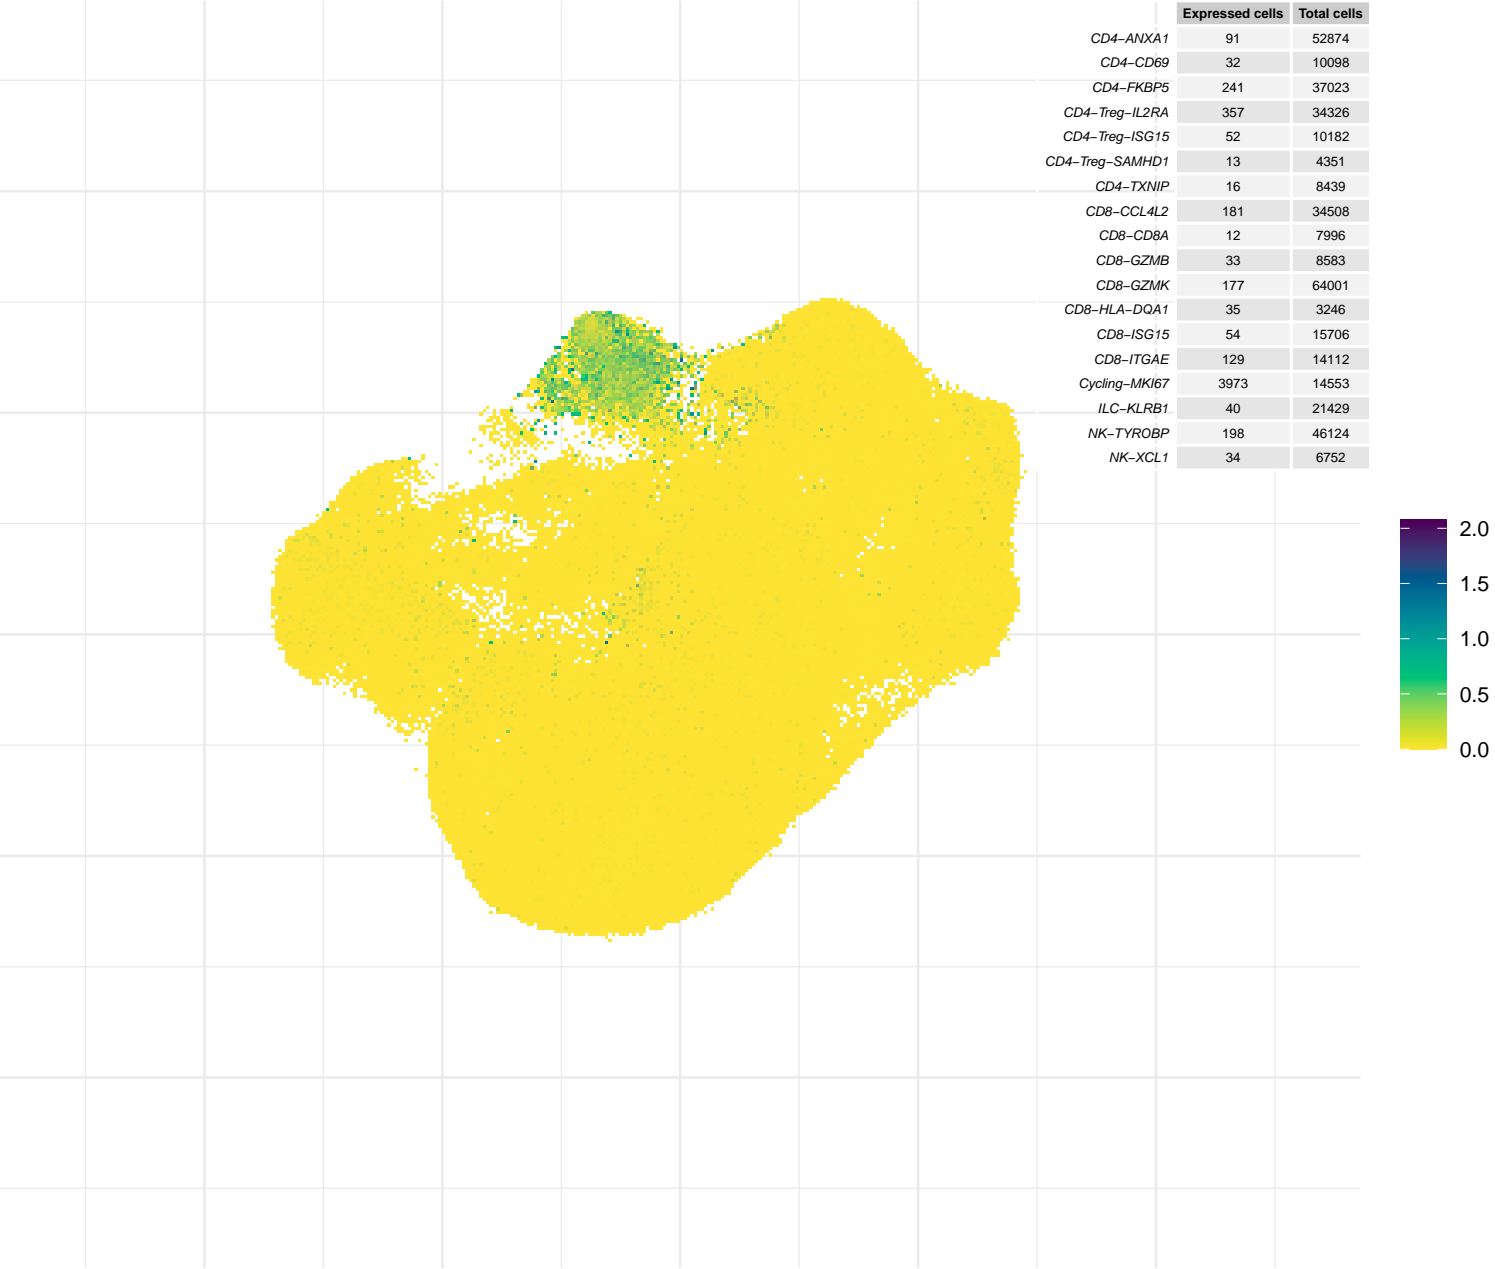 Expressed cells Total cells
CD4−ANXA1 91 52874
CD4−CD69 32 10098
CD4−FKBP5 241 37023
CD4−Treg−IL2RA 357 34326
CD4−Treg−ISG15 52 10182
CD4−Treg−SAMHD1 13 4351
CD4−TXNIP 16 8439
CD8−CCL4L2 181 34508
CD8−CD8A 12 7996
CD8−GZMB 33 8583
CD8−GZMK 177 64001
CD8−HLA−DQA1 35 3246
CD8−ISG15 54 15706
CD8−ITGAE 129 14112
Cycling−MKI67 3973 14553
ILC−KLRB1 40 21429
NK−TYROBP 198 46124
NK−XCL1 34 6752
2.0
1.5
1.0
0.5
0.0